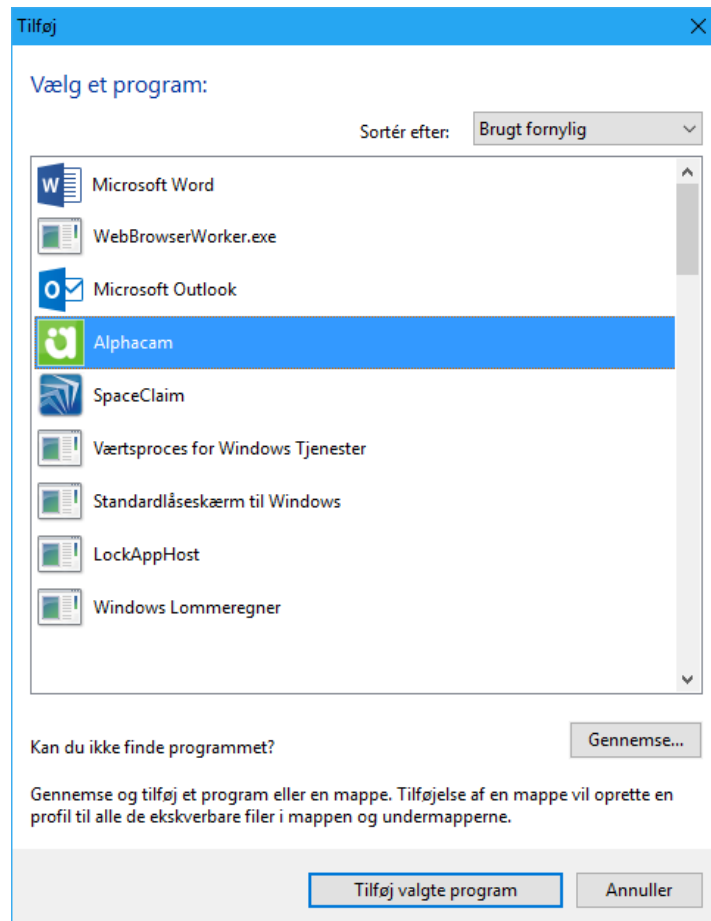 Tilføj
Vælg et program:
Sortér efter: Brugt fornylig
Microsoft Word
WebBrowserWorker.exe
Microsoft Outlook
Alphacam
SpaceClaim
Værtsproces for Windows Tjenester
Standardlåseskærm til Windows
LockAppHost
Windows Lommeregner
Kan du ikke finde programmet? Gennemse...
Gennemse og tilføj et program eller en mappe. Tilføjelse af en mappe vil oprette en
profil til alle de ekskverbare filer i mappen og undermapperne.
Tilføj valgte program Annuller